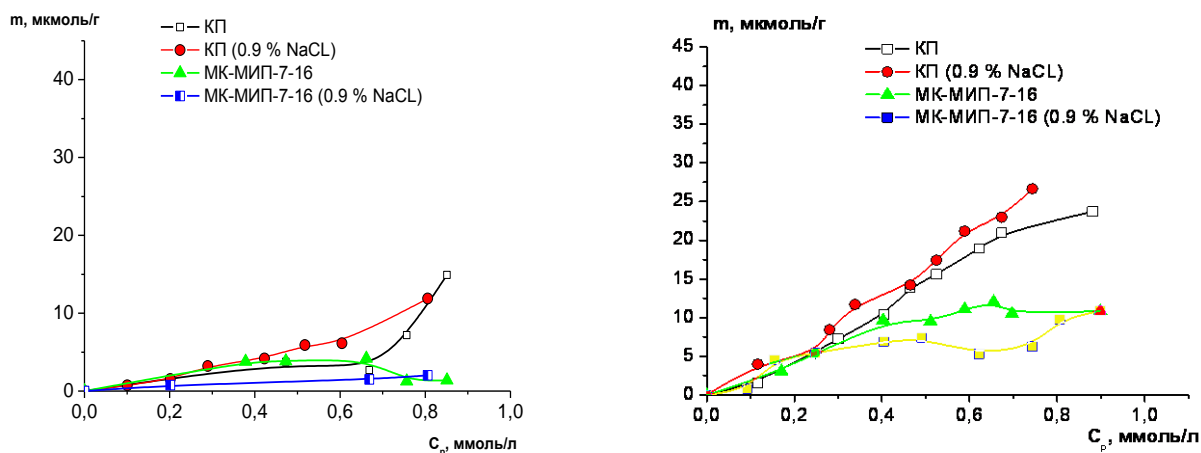 m, мкмоль/г
КП
КП (0.9 % NaCL)
МК-МИП-7-16
МК-МИП-7-16 (0.9 % NaCL)
40
30
20
10
0
0,0 0,2 0,4 0,6 0,8 1,0
Cр, ммоль/л
m, мкмоль/г
КП
КП (0.9 % NaCL)
МК-МИП-7-16
МК-МИП-7-16 (0.9 % NaCL)
45
40
35
30
25
20
15
10
5
0
0,0 0,2 0,4 0,6 0,8 1,0
Cр, ммоль/л